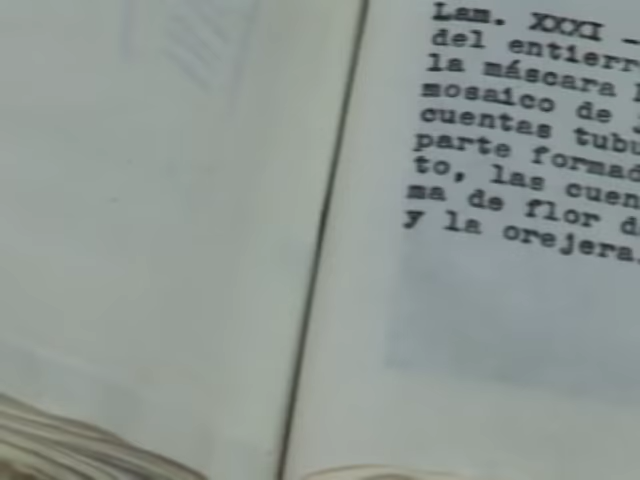 Lam. XXXI -
del entierr
la máscara
mosaico de
cuentas tubu
parte formad
to, las cuen
ma de flor d
y la orejera.